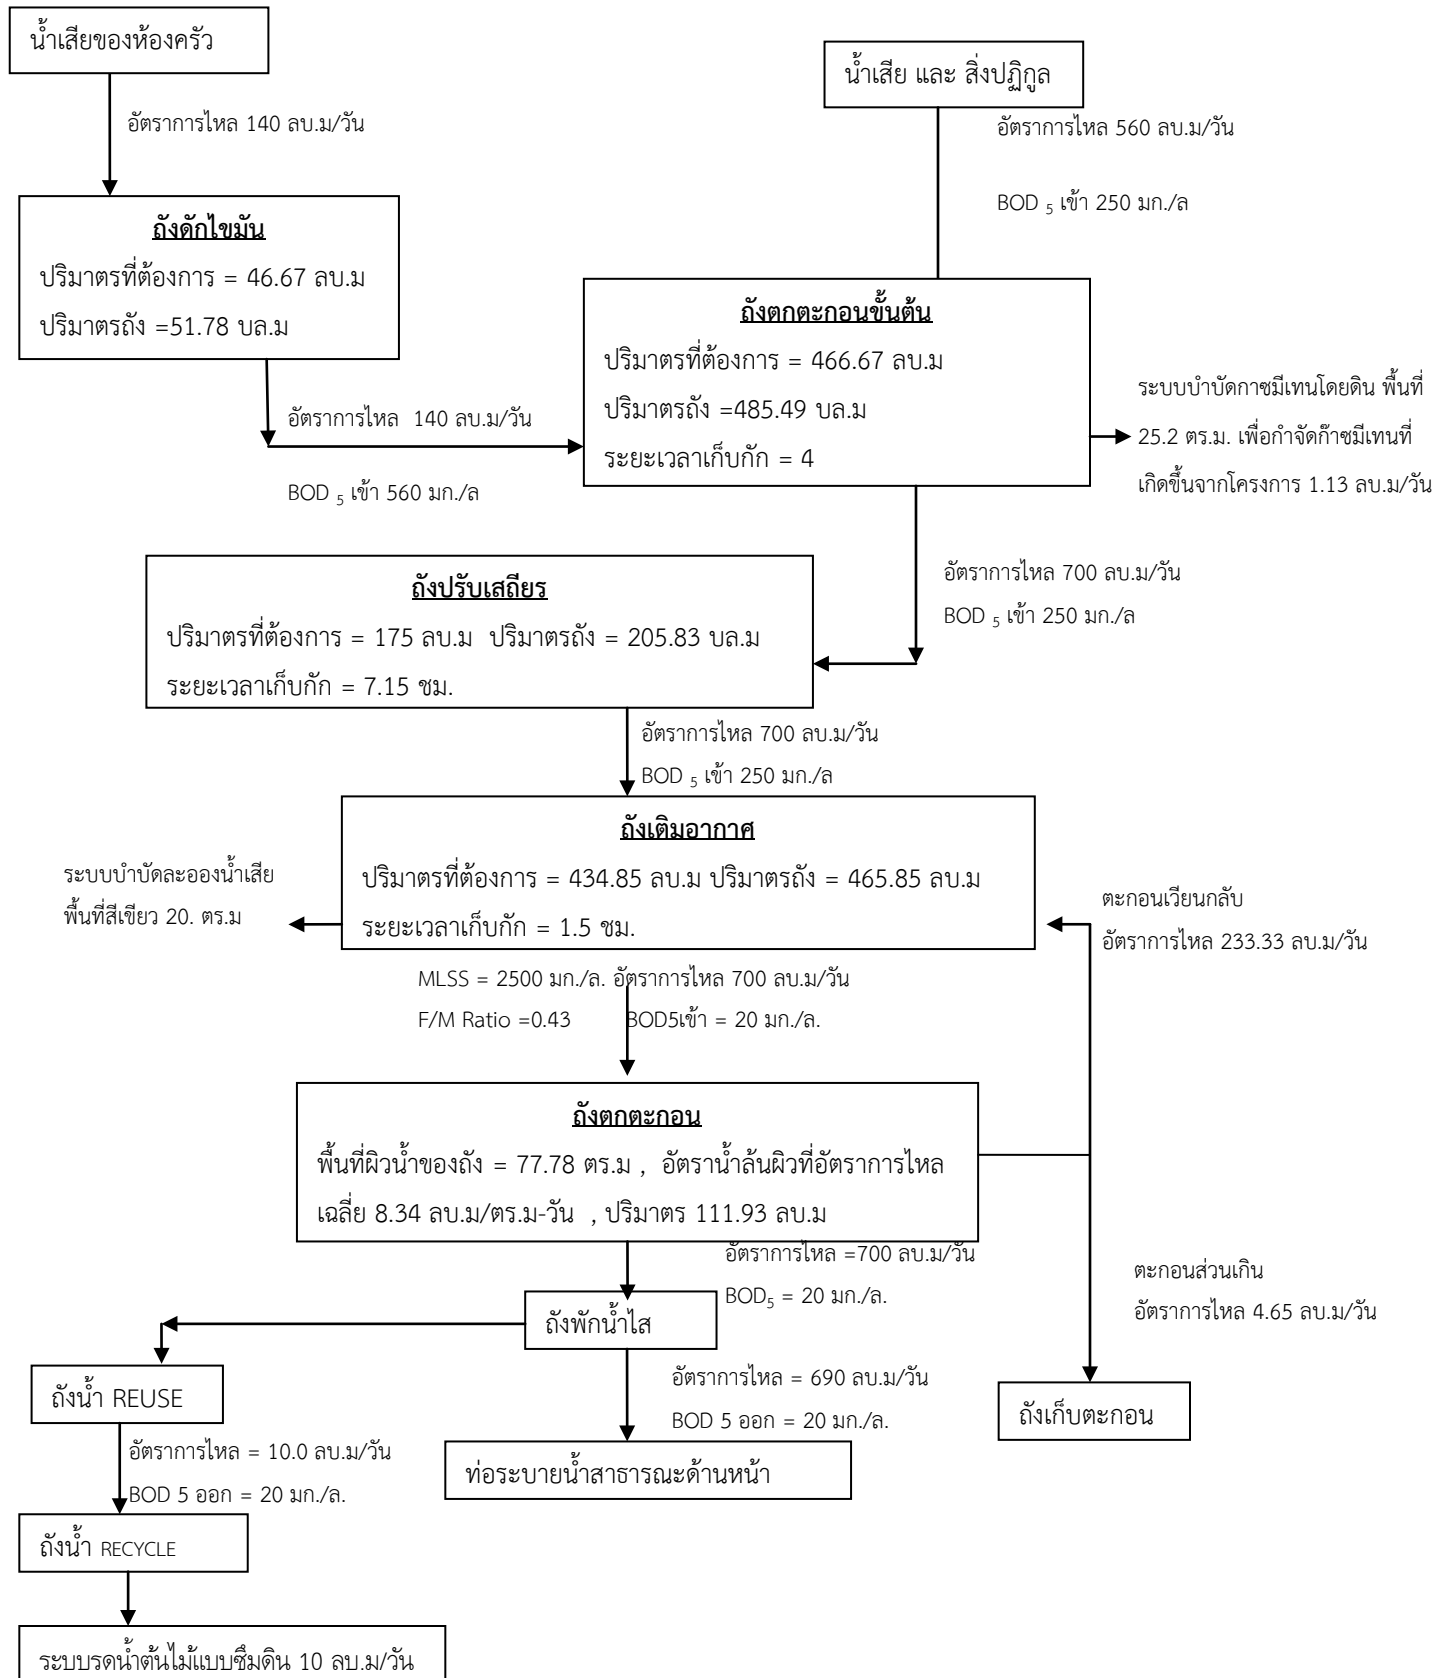 น้ำเสียของห้องครัว
น้ำเสีย และ สิ่งปฏิกูล
อัตราการไหล 140 ลบ.ม/วัน
อัตราการไหล 560 ลบ.ม/วัน
BOD 5 เข้า 250 มก./ล
ถังดักไขมัน
ปริมาตรที่ต้องการ = 46.67 ลบ.ม
ปริมาตรถัง =51.78 บล.ม
ถังตกตะกอนขั้นต้น
ปริมาตรที่ต้องการ = 466.67 ลบ.ม
ปริมาตรถัง =485.49 บล.ม
ระยะเวลาเก็บกัก = 4
อัตราการไหล 140 ลบ.ม/วัน
BOD 5 เข้า 560 มก./ล
ระบบบำบัดกาซมีเทนโดยดิน พื้นที่
25.2 ตร.ม. เพื่อกำจัดก๊าซมีเทนที่
เกิดขึ้นจากโครงการ 1.13 ลบ.ม/วัน
อัตราการไหล 700 ลบ.ม/วัน
BOD 5 เข้า 250 มก./ล
ถังปรับเสถียร
ปริมาตรที่ต้องการ = 175 ลบ.ม ปริมาตรถัง = 205.83 บล.ม
ระยะเวลาเก็บกัก = 7.15 ชม.
อัตราการไหล 700 ลบ.ม/วัน
BOD 5 เข้า 250 มก./ล
ถังเติมอากาศ
ปริมาตรที่ต้องการ = 434.85 ลบ.ม ปริมาตรถัง = 465.85 ลบ.ม
ระยะเวลาเก็บกัก = 1.5 ชม.
ระบบบำบัดละอองน้ำเสีย
พื้นที่สีเขียว 20. ตร.ม
ตะกอนเวียนกลับ
อัตราการไหล 233.33 ลบ.ม/วัน
MLSS = 2500 มก./ล. อัตราการไหล 700 ลบ.ม/วัน
F/M Ratio =0.43 BOD5เข้า = 20 มก./ล.
ถังตกตะกอน
พื้นที่ผิวน้ำของถัง = 77.78 ตร.ม , อัตราน้ำล้นผิวที่อัตราการไหล
เฉลี่ย 8.34 ลบ.ม/ตร.ม-วัน , ปริมาตร 111.93 ลบ.ม
อัตราการไหล =700 ลบ.ม/วัน
BOD5 = 20 มก./ล.
ตะกอนส่วนเกิน
อัตราการไหล 4.65 ลบ.ม/วัน
ถังพักน้ำใส
ถังน้ำ REUSE
อัตราการไหล = 690 ลบ.ม/วัน
BOD 5 ออก = 20 มก./ล.
ถังเก็บตะกอน
อัตราการไหล = 10.0 ลบ.ม/วัน
BOD 5 ออก = 20 มก./ล.
ท่อระบายน้ำสาธารณะด้านหน้า
ถังน้ำ RECYCLE
ระบบรดน้ำต้นไม้แบบซึมดิน 10 ลบ.ม/วัน